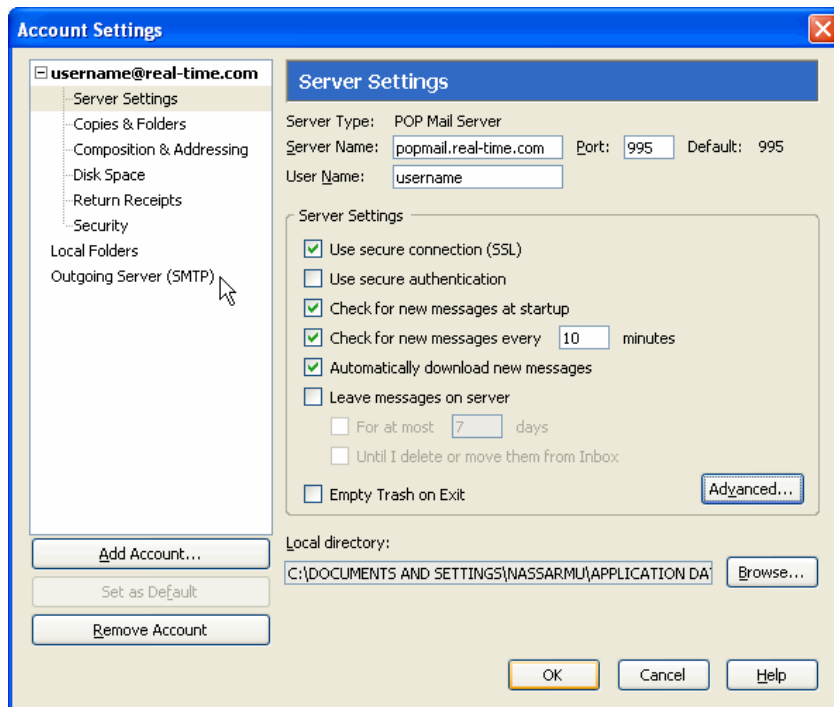 Account Settings
username@real-time.com
Server Settings
Copies & Folders
Composition & Addressing
Disk Space
Return Receipts
Security
Local Folders
Outgoing Server (SMTP)
Add Account...
Set as Default
Remove Account
Server Settings
Server Type: POP Mail Server
Server Name: popmail.real-time.com Port: 995 Default: 995
User Name: username
Server Settings
Use secure connection (SSL)
Use secure authentication
Check for new messages at startup
Check for new messages every 10 minutes
Automatically download new messages
Leave messages on server
For at most 7 days
Until I delete or move them from Inbox
Empty Trash on Exit
Advanced...
Local directory:
C:\DOCUMENTS AND SETTINGS\NASSARMU\APPLICATION DA
Browse...
OK Cancel Help